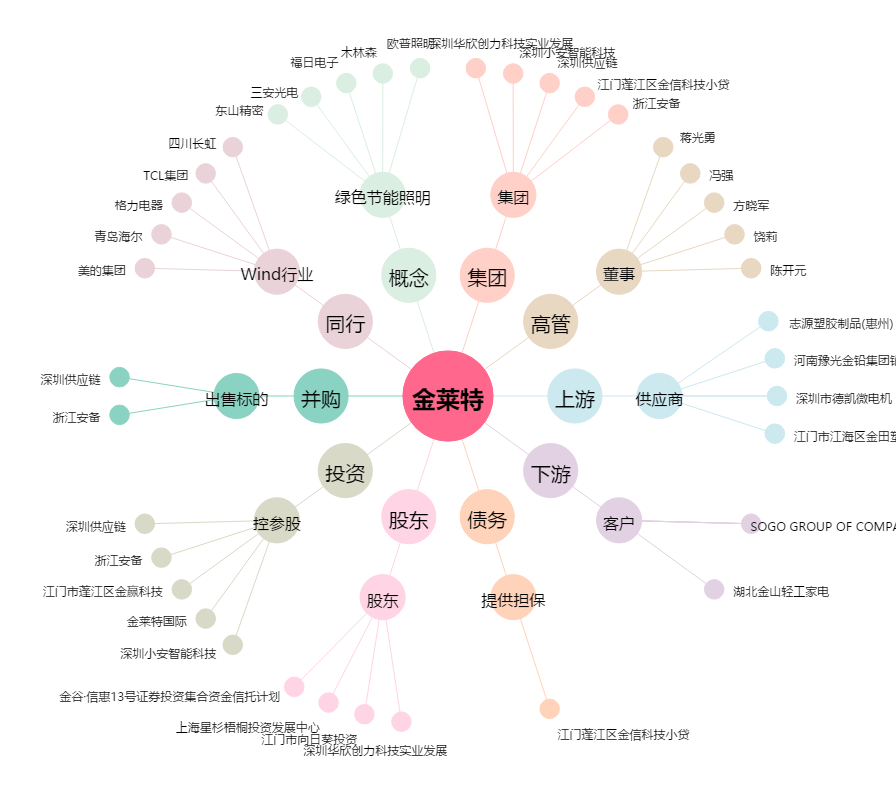 欧普照明
深圳华欣创力科技实业发展
木林森
深圳小安智能科技
福日电子
深圳供应链
三安光电
江门蓬江区金信科技小贷
东山精密
浙江安备
四川长虹
蒋光勇
TCL集团
冯强
格力电器
绿色节能照明
集团
方晓军
青岛海尔
饶莉
美的集团
Wind行业
概念
集团
董事
陈开元
同行
高管
志源塑胶制品(惠州)
河南豫光金铅集团铅
深圳供应链
出售标的
并购
金莱特
上游
供应商
深圳市德凯微电机
浙江安备
江门市江海区金田塑
投资
下游
深圳供应链
控参股
股东
债务
客户
SOGO GROUP OF COMPA
浙江安备
江门市蓬江区金赢科技
湖北金山轻工家电
金莱特国际
股东
提供担保
深圳小安智能科技
金谷·信惠13号证券投资集合资金信托计划
上海星杉梧桐投资发展中心
江门市向日葵投资
江门蓬江区金信科技小贷
深圳华欣创力科技实业发展